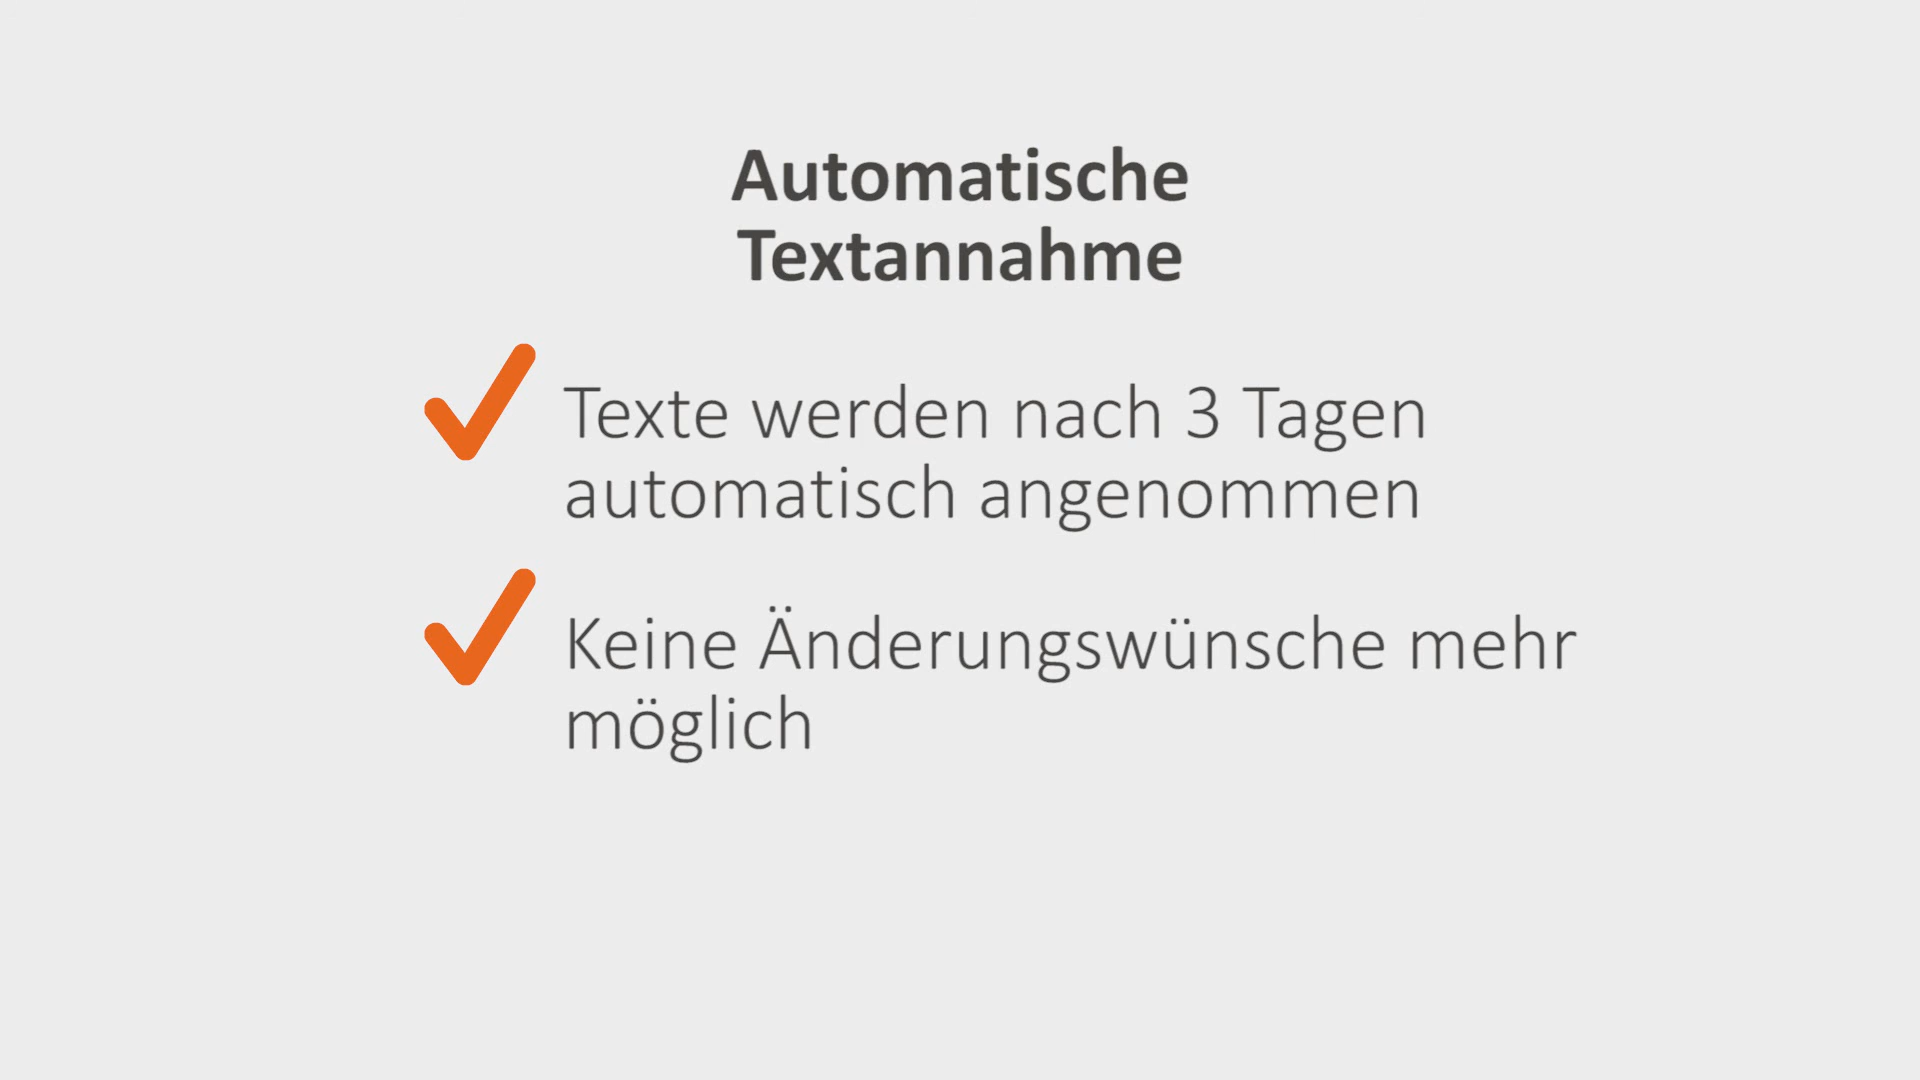 Automatische
Textannahme
Texte werden nach 3 Tagen
automatisch angenommen
Keine Änderungswünsche mehr
möglich